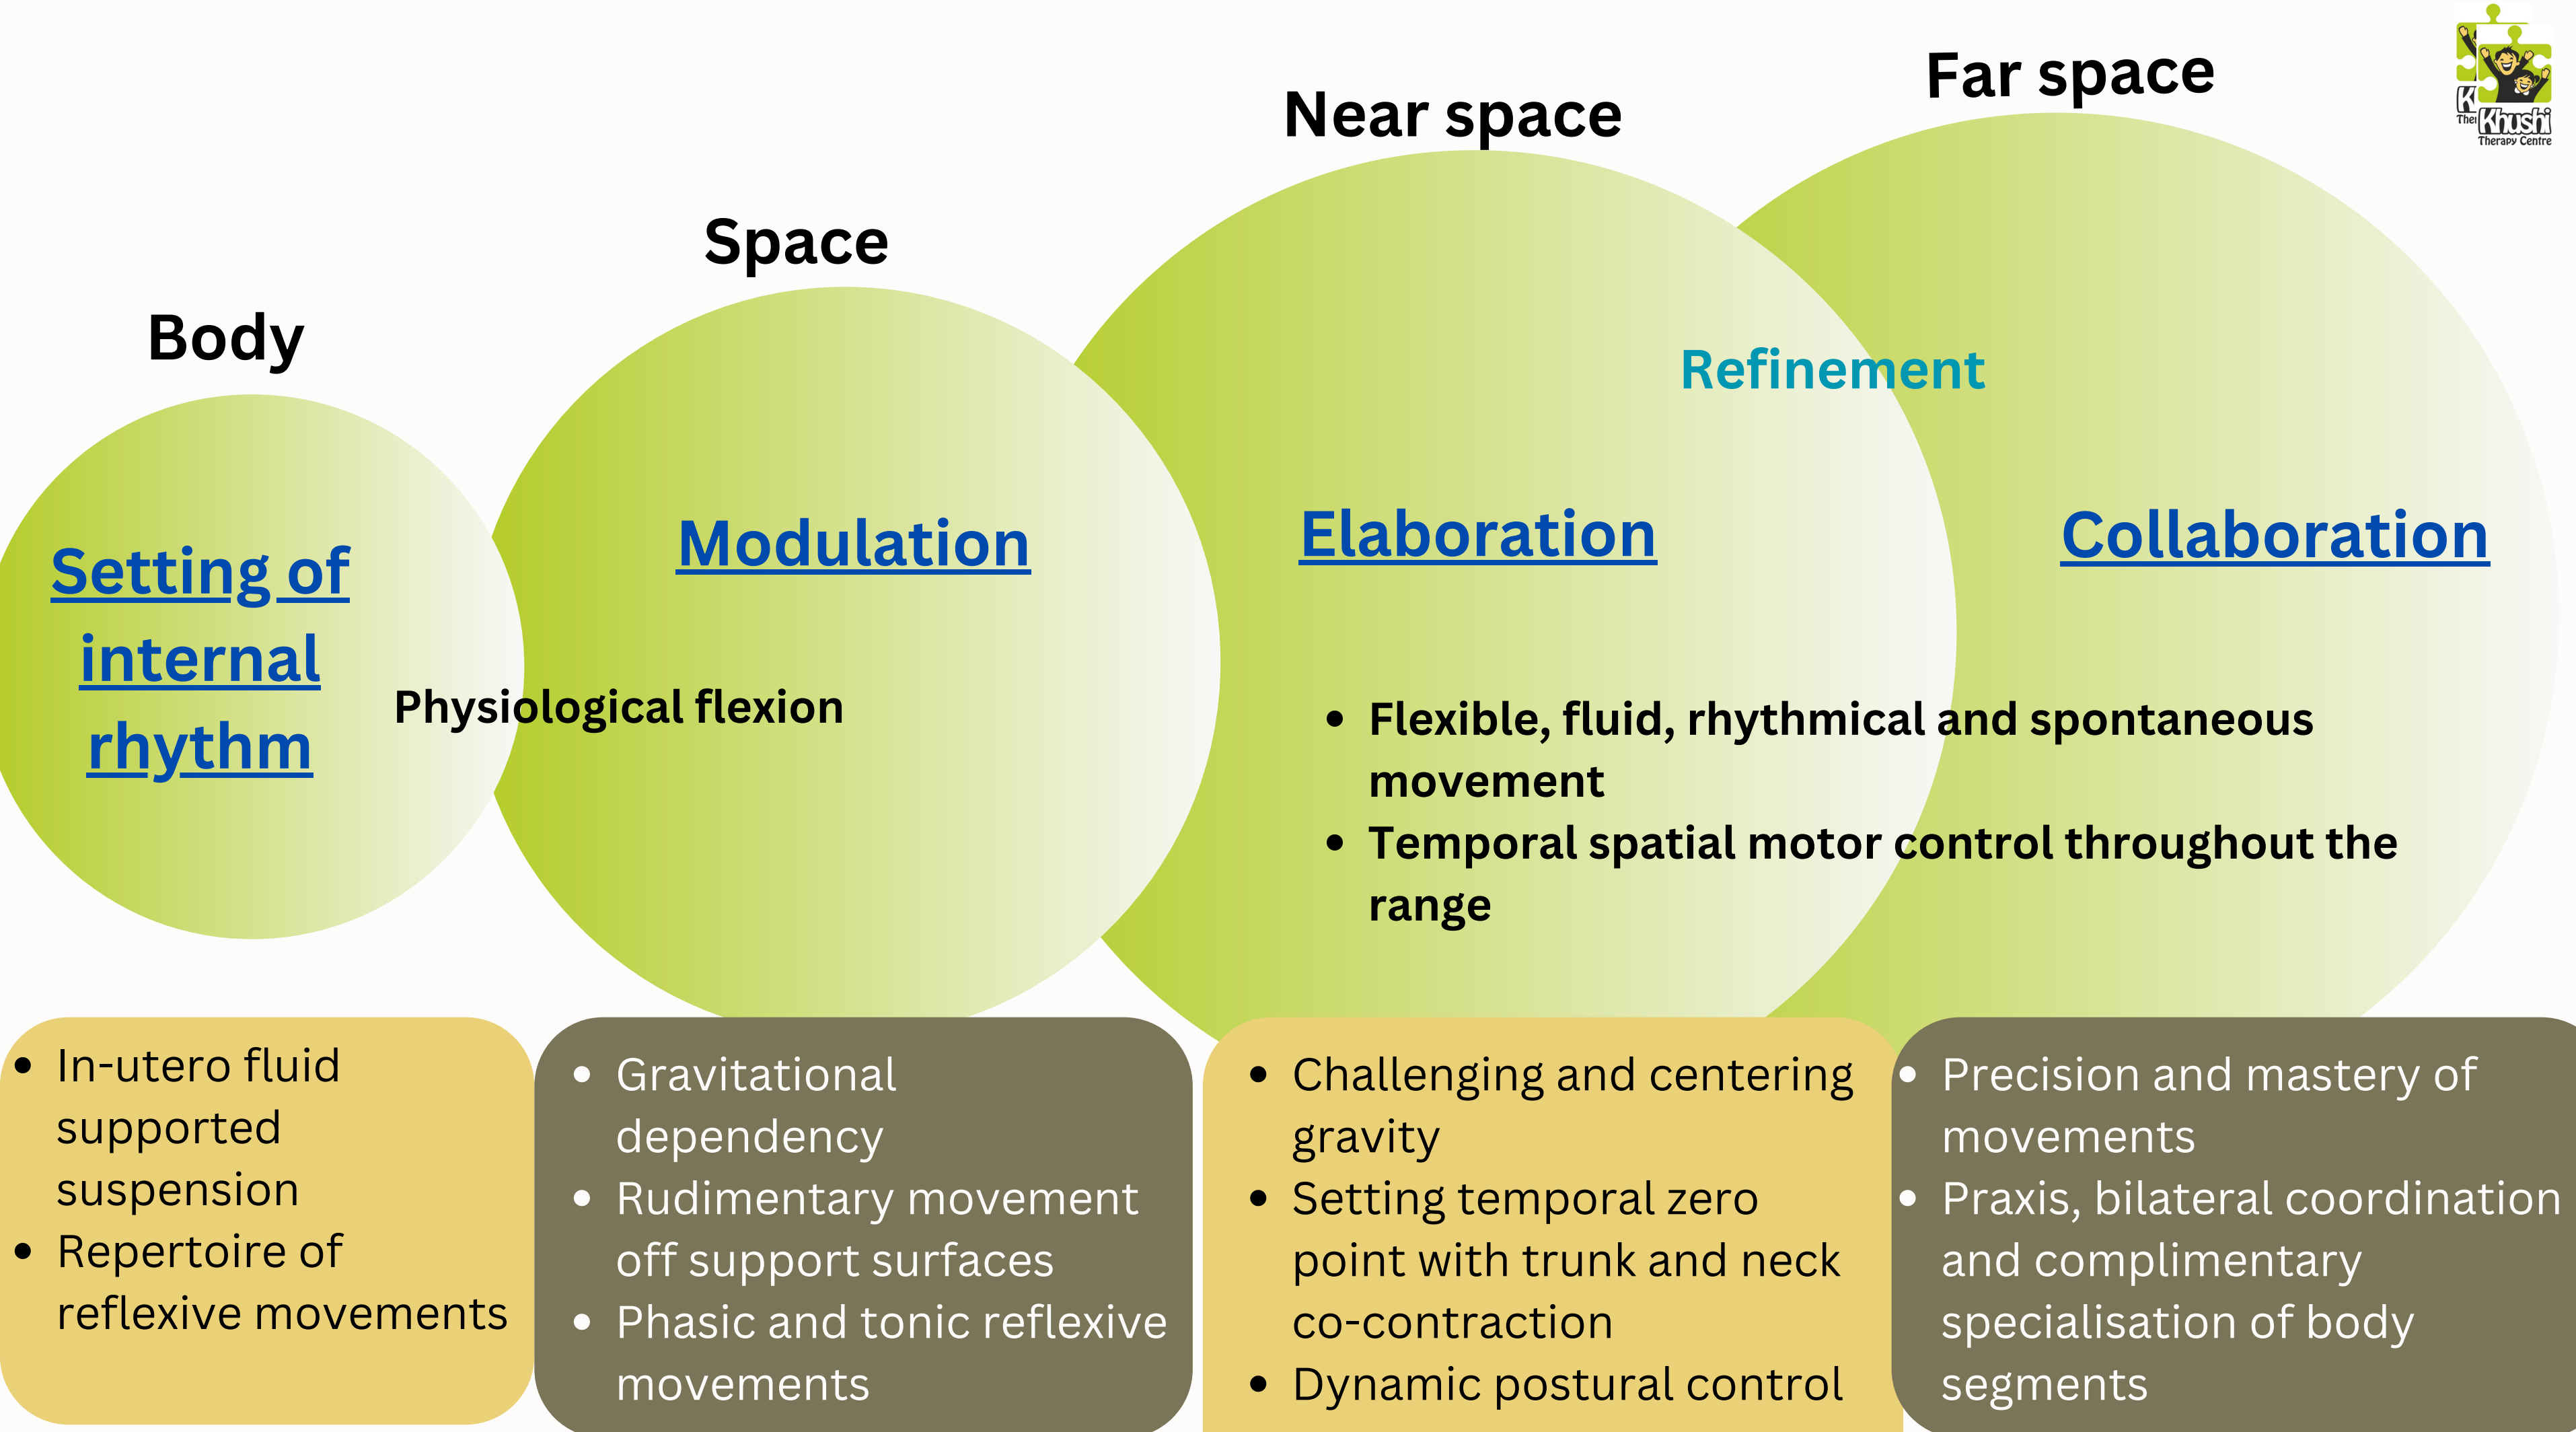 Far space
Near space
Space
Body
K
Ther
Khushi
Therapy Centre
Refinement
Setting of
internal
rhythm
Modulation
Elaboration
Collaboration
Physiological flexion
• Flexible, fluid, rhythmical and spontaneous
movement
• Temporal spatial motor control throughout the
range
• In-utero fluid
supported
suspension
• Repertoire of
reflexive movements
• Gravitational
dependency
• Rudimentary movement
off support surfaces
• Phasic and tonic reflexive
movements
• Challenging and centering
gravity
• Setting temporal zero
point with trunk and neck
co-contraction
• Dynamic postural control
• Precision and mastery of
movements
• Praxis, bilateral coordination
and complimentary
specialisation of body
segments